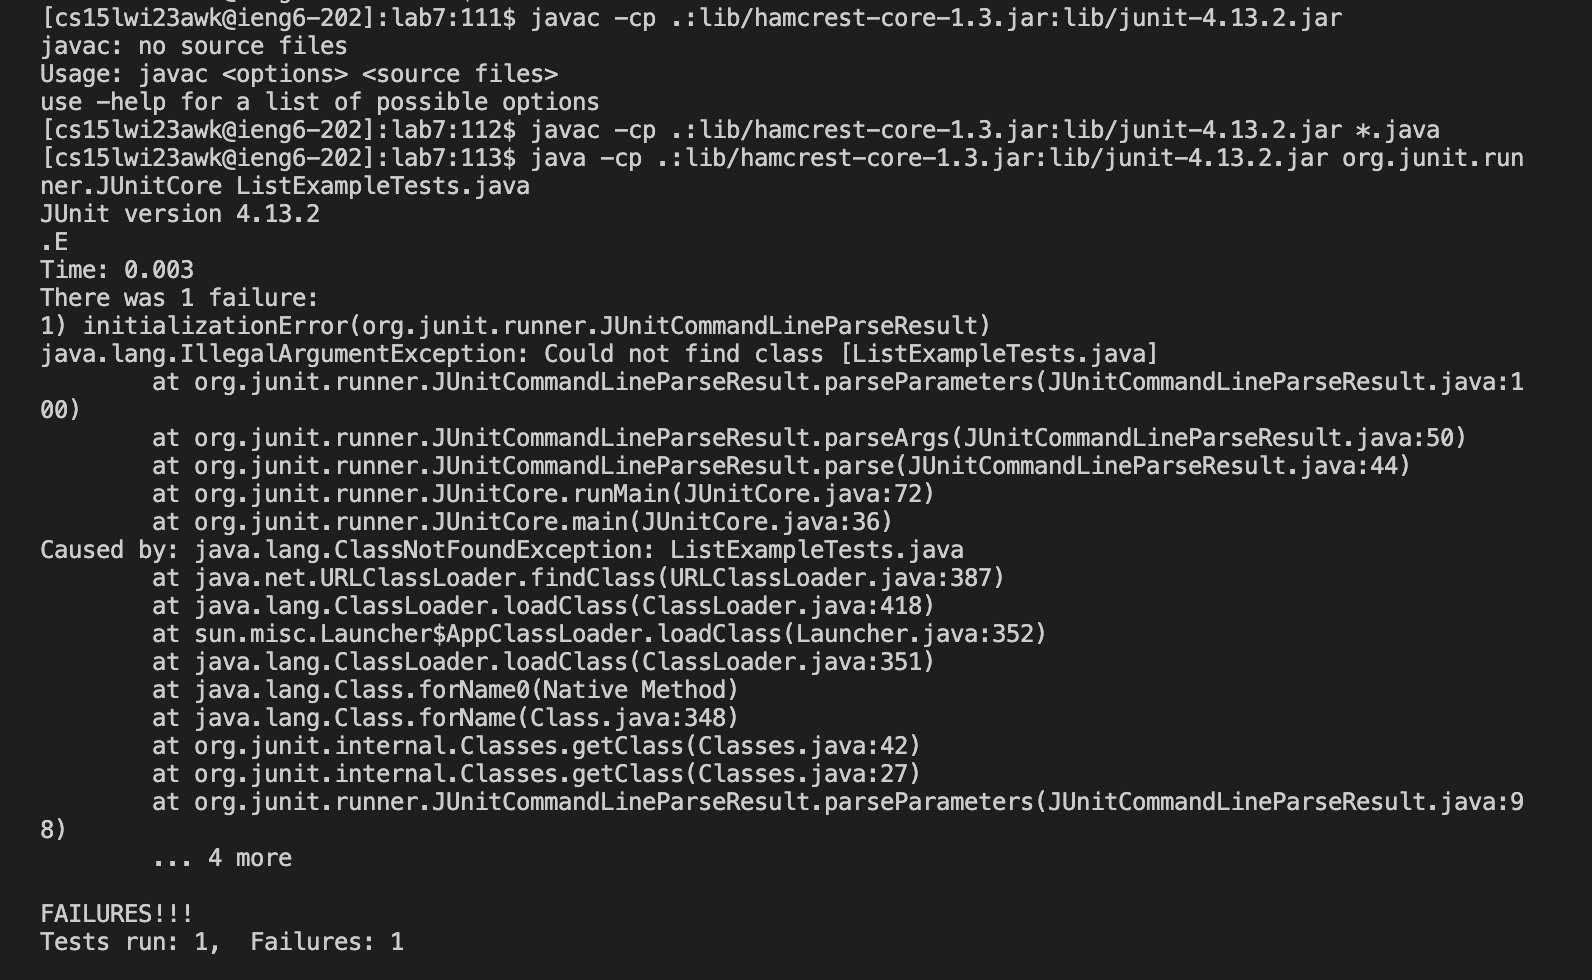 [cs15lwi23awk@ieng6-202]:lab7:111$ javac -cp .:lib/hamcrest-core-1.3.jar:lib/junit-4.13.2.jar
javac: no source files
Usage: javac <options> <source files>
use -help for a list of possible options
[cs15lwi23awk@ieng6-202]:lab7:112$ javac -cp .:lib/hamcrest-core-1.3.jar:lib/junit-4.13.2.jar *.java
[cs15lwi23awk@ieng6-202]:lab7:113$ java -cp .:lib/hamcrest-core-1.3.jar:lib/junit-4.13.2.jar org.junit.run
ner.JUnitCore ListExampleTests.java
JUnit version 4.13.2
.E
Time: 0.003
There was 1 failure:
1) initializationError(org.junit.runner.JUnitCommandLineParseResult)
java.lang.IllegalArgumentException: Could not find class [ListExampleTests.java]
        at org.junit.runner.JUnitCommandLineParseResult.parseParameters(JUnitCommandLineParseResult.java:1
00)
        at org.junit.runner.JUnitCommandLineParseResult.parseArgs(JUnitCommandLineParseResult.java:50)
        at org.junit.runner.JUnitCommandLineParseResult.parse(JUnitCommandLineParseResult.java:44)
        at org.junit.runner.JUnitCore.runMain(JUnitCore.java:72)
        at org.junit.runner.JUnitCore.main(JUnitCore.java:36)
Caused by: java.lang.ClassNotFoundException: ListExampleTests.java
        at java.net.URLClassLoader.findClass(URLClassLoader.java:387)
        at java.lang.ClassLoader.loadClass(ClassLoader.java:418)
        at sun.misc.Launcher$AppClassLoader.loadClass(Launcher.java:352)
        at java.lang.ClassLoader.loadClass(ClassLoader.java:351)
        at java.lang.Class.forName0(Native Method)
        at java.lang.Class.forName(Class.java:348)
        at org.junit.internal.Classes.getClass(Classes.java:42)
        at org.junit.internal.Classes.getClass(Classes.java:27)
        at org.junit.runner.JUnitCommandLineParseResult.parseParameters(JUnitCommandLineParseResult.java:9
8)
        ... 4 more

FAILURES!!!
Tests run: 1,  Failures: 1